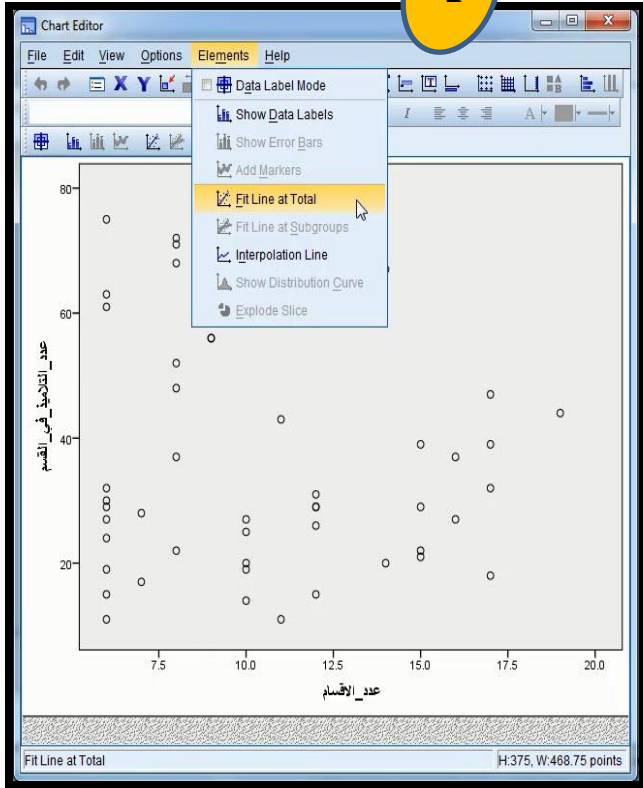 Chart Editor
File Edit View Options Elements Help
X Y
Data Label Mode
I A
Show Data Labels
Show Error Bars
Add Markers
Fit Line at Total
Fit Line at Subgroups
Interpolation Line
Show Distribution Curve
Explode Slice
80
60
40
20
عدد_التلاميذ_في_القسم
7.5 10.0 12.5 15.0 17.5 20.0
عدد_الاقسام
Fit Line at Total H:375, W:468.75 points